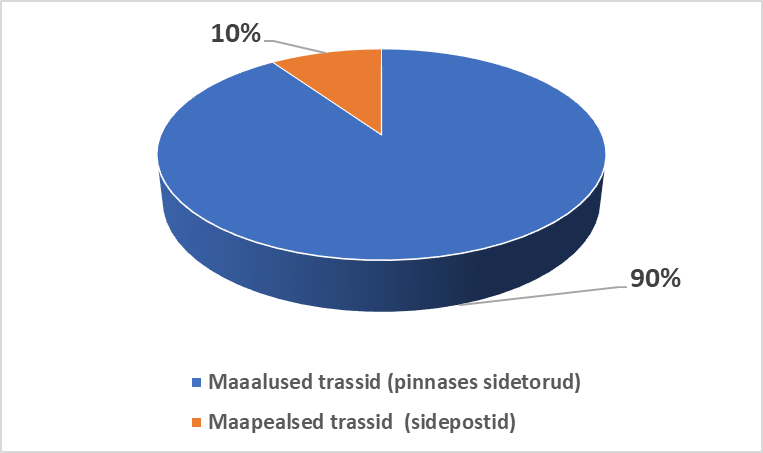 10%
90%
Maaalused trassid (pinnases sidetorud)
Maapealsed trassid  (sidepostid)